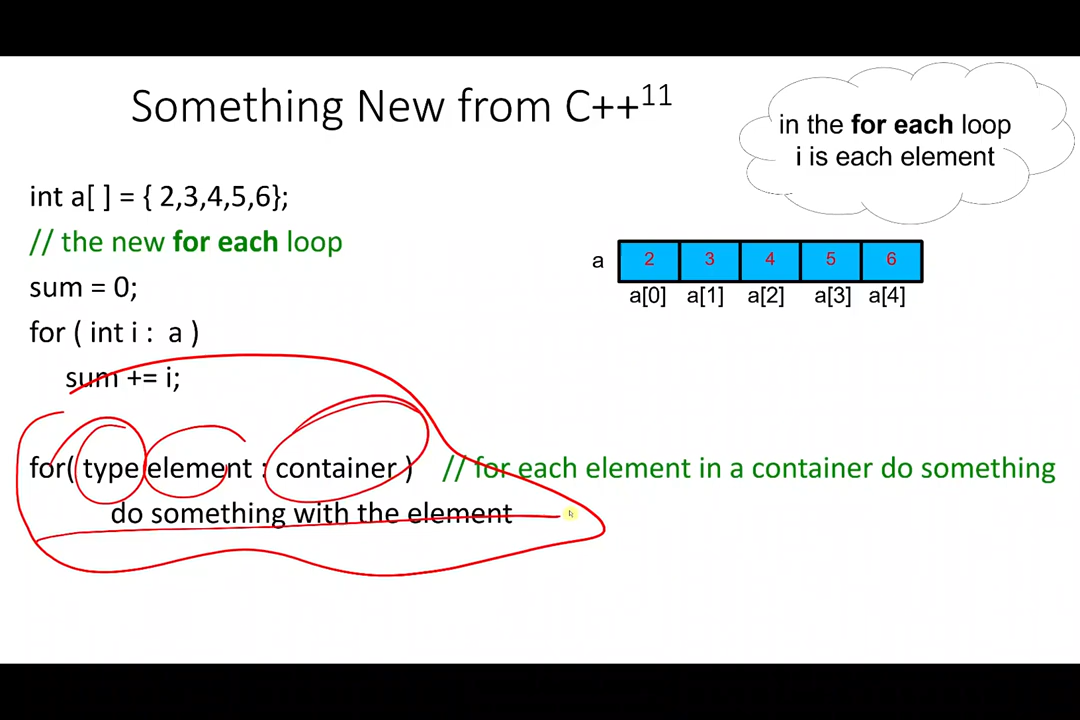 Something New from C++11
in the for each loop
i is each element
int a[ ] = { 2,3,4,5,6};
// the new for each loop
sum = 0;
for ( int i : a )
sum += i;
a 2 3 4 5 6
a[0] a[1] a[2] a[3] a[4]
for( type element : container ) // for each element in a container do something
do something with the element